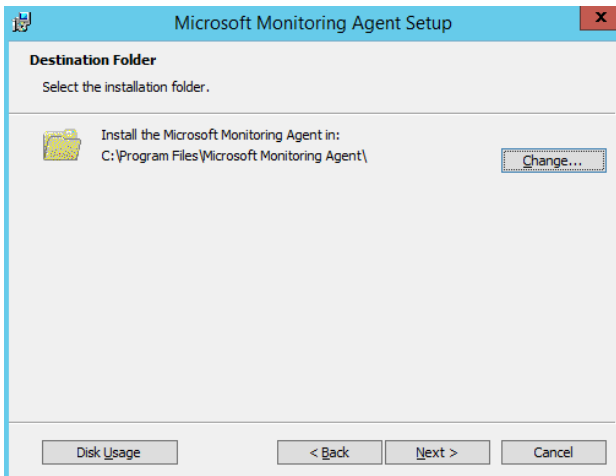 Microsoft Monitoring Agent Setup
x
Destination Folder
Select the installation folder.
Install the Microsoft Monitoring Agent in:
C:\Program Files\Microsoft Monitoring Agent\
Change...
Disk Usage
< Back
Next >
Cancel